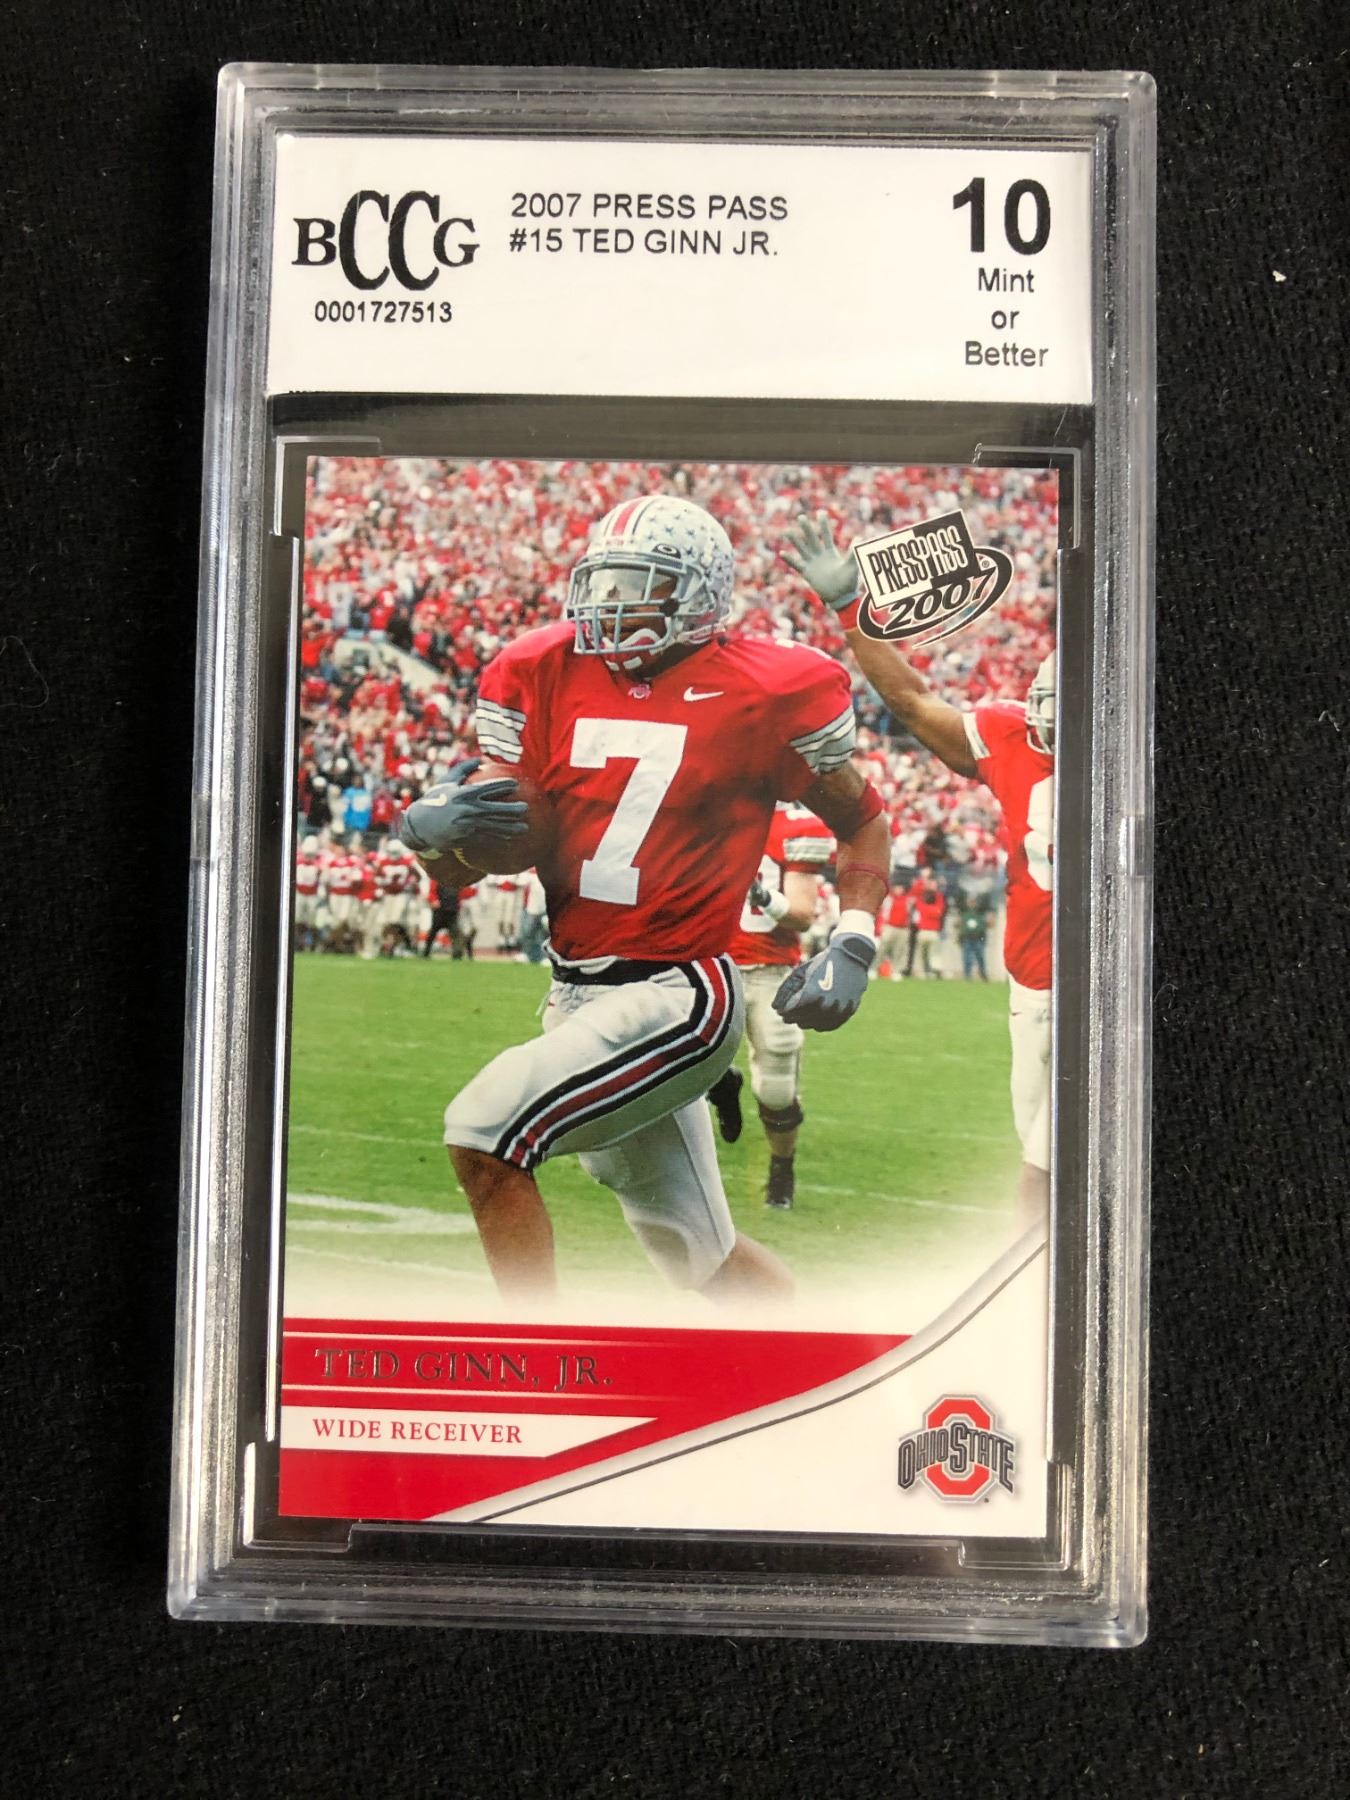 BCCG
0001727513
2007 PRESS PASS
#15 TED GINN JR.
10
Mint
or
Better
PRESS PASS
2007
®
7
7
TED GINN, JR.
WIDE RECEIVER
OHIO STATE